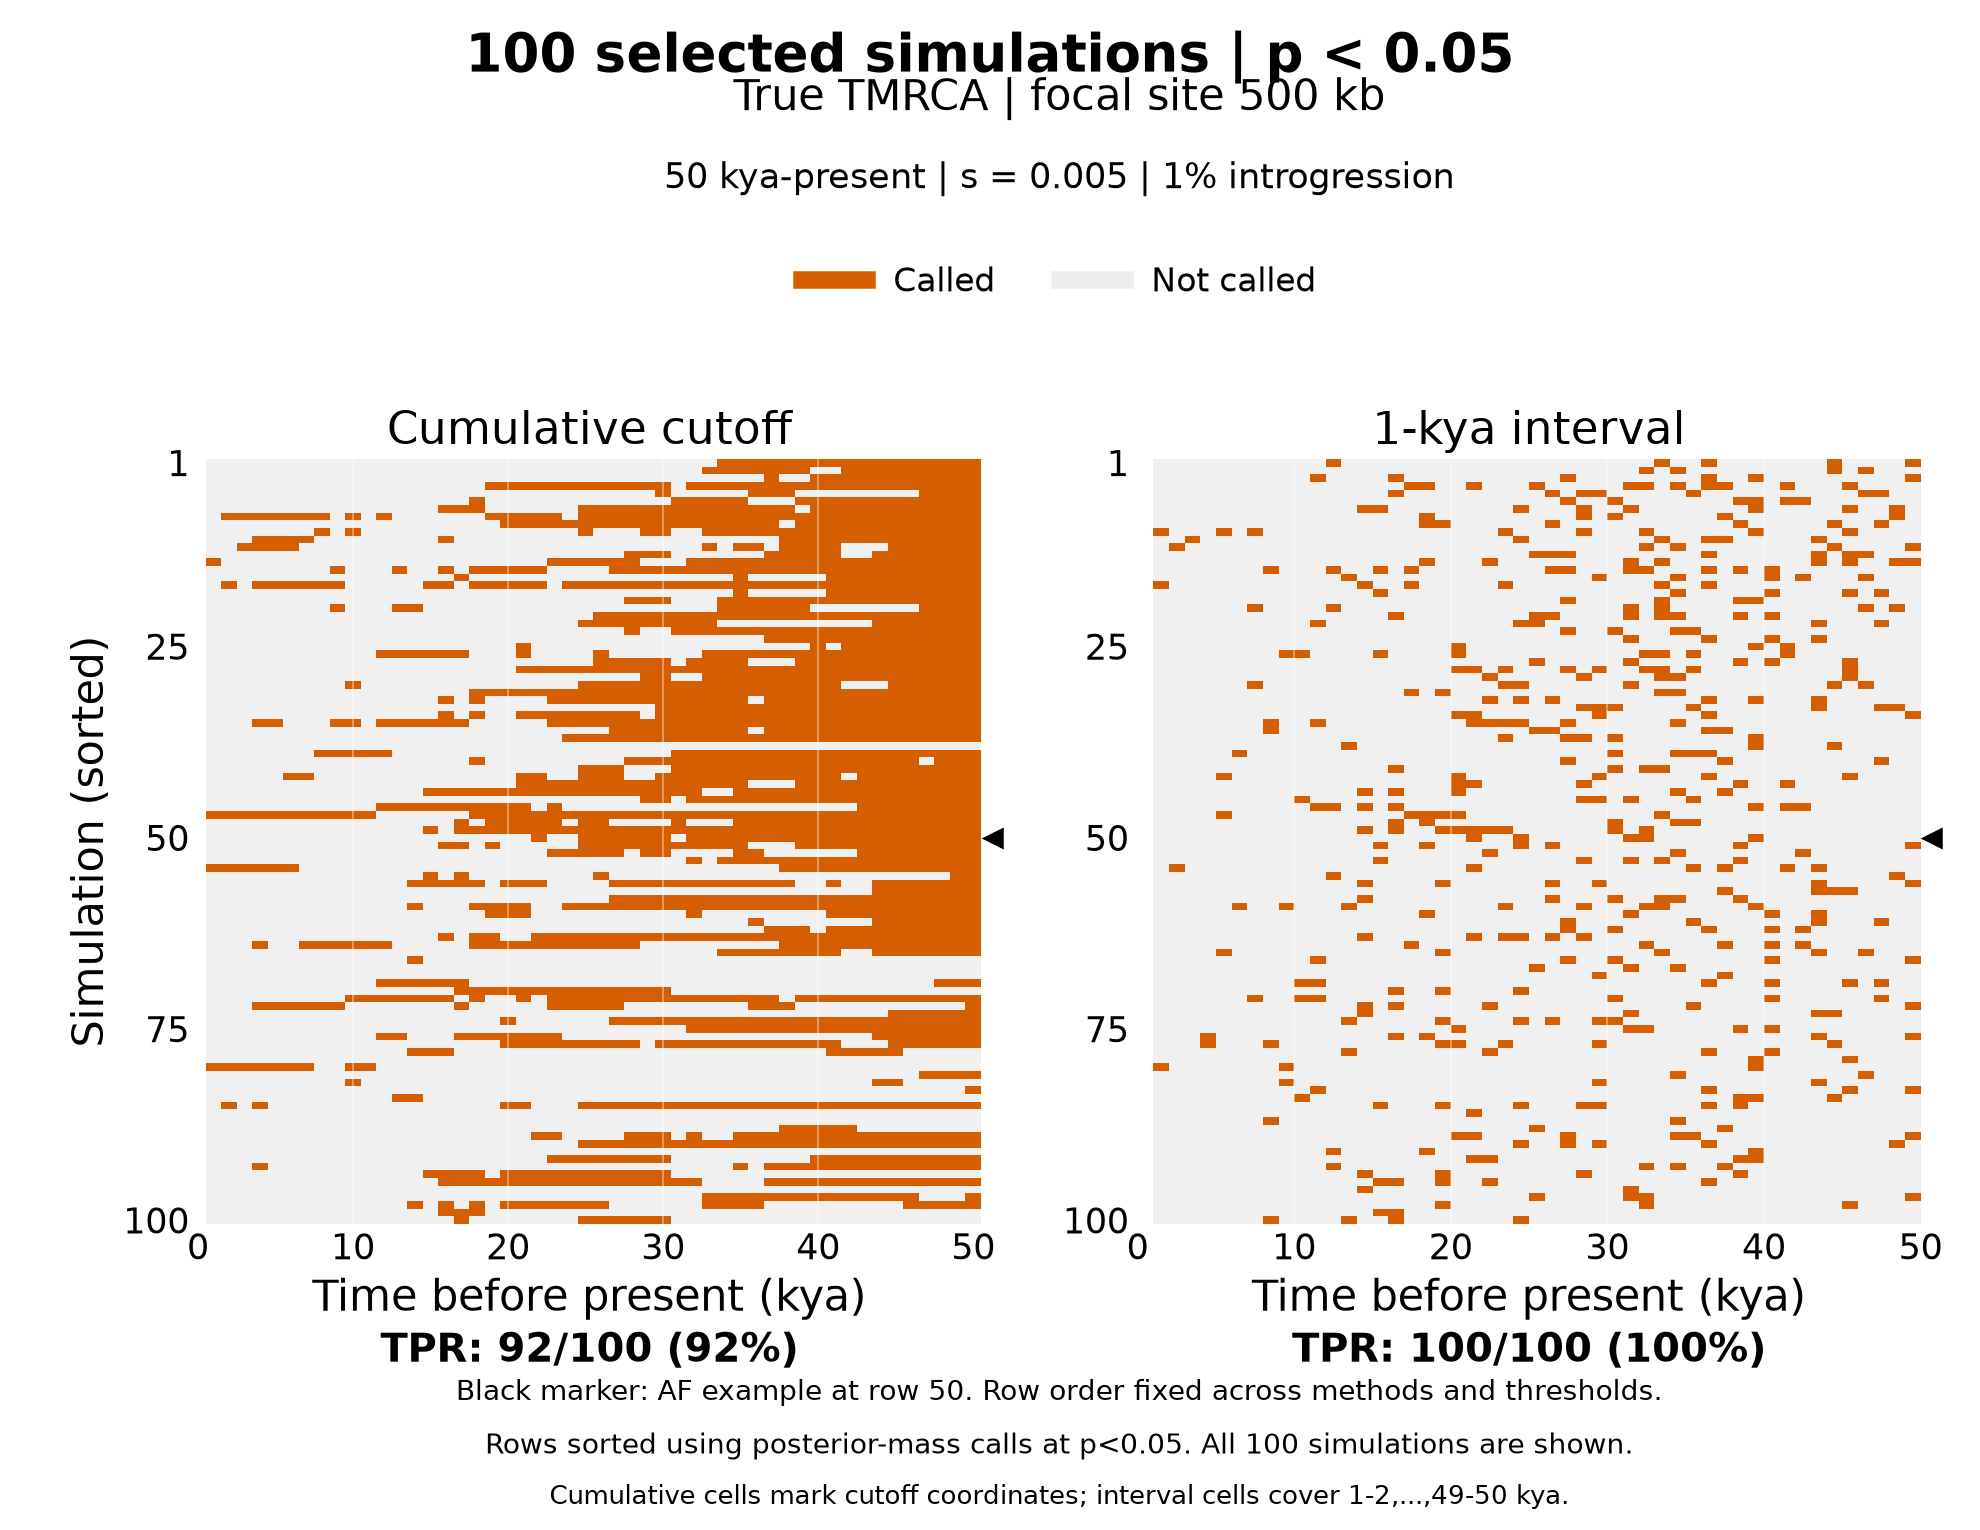 100 selected simulations | p < 0.05
True TMRCA | focal site 500 kb
50 kya-present | s = 0.005 | 1% introgression
Called
Not called
Cumulative cutoff
1
25
50
75
100
Simulation (sorted)
0 10 20 30 40 50
Time before present (kya)
TPR: 92/100 (92%)
1-kya interval
1
25
50
75
100
0 10 20 30 40 50
Time before present (kya)
TPR: 100/100 (100%)
Black marker: AF example at row 50. Row order fixed across methods and thresholds.
Rows sorted using posterior-mass calls at p<0.05. All 100 simulations are shown.
Cumulative cells mark cutoff coordinates; interval cells cover 1-2,...,49-50 kya.